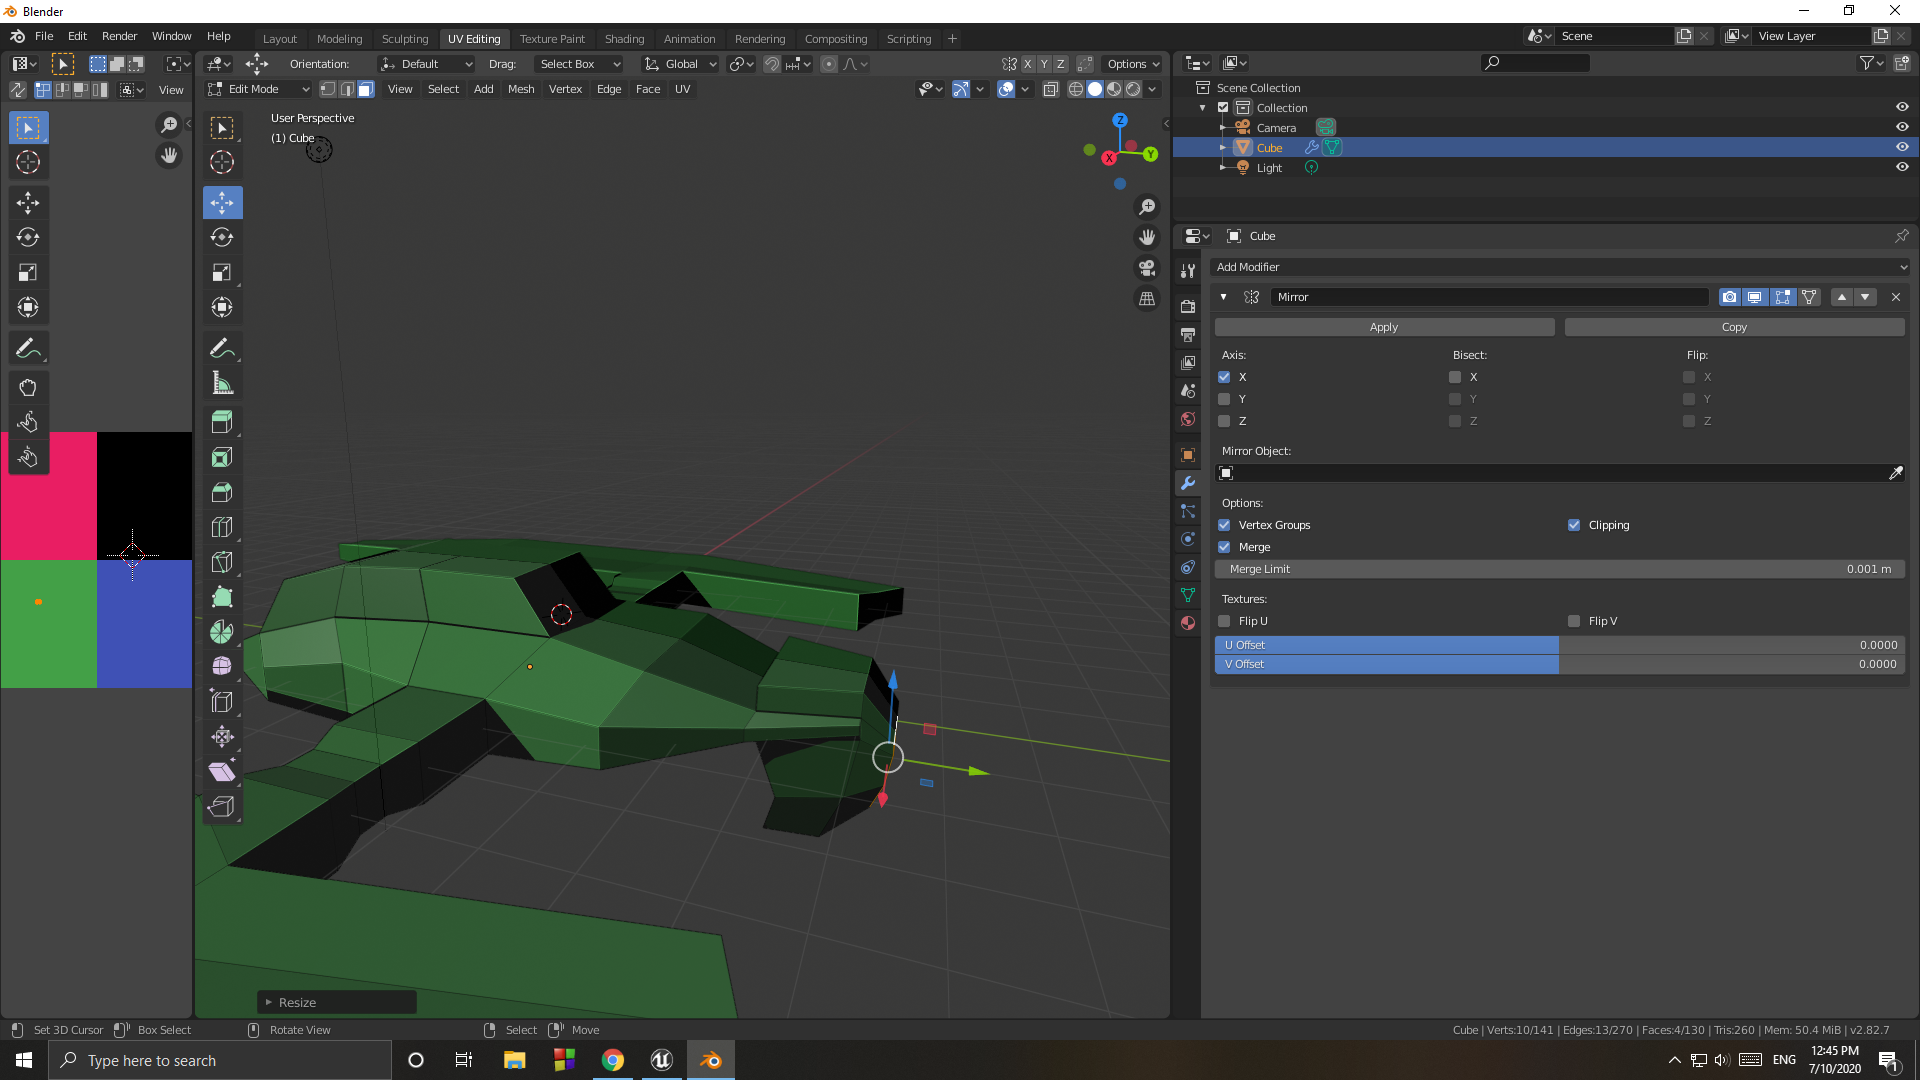 Blender
File Edit Render Window Help
Layout Modeling Sculpting UV Editing Texture Paint Shading Animation Rendering Compositing Scripting +
Scene
View Layer
Orientation: Default Drag: Select Box Global X Y Z Options
View
Edit Mode View Select Add Mesh Vertex Edge Face UV
User Perspective
(1) Cube
Z
Y
X
Scene Collection
Collection
Camera
Cube
Light
Cube
Add Modifier
Mirror
Apply Copy
Axis: Bisect: Flip:
X X X
Y Y Y
Z Z Z
Mirror Object:
Options:
Vertex Groups Clipping
Merge
Merge Limit 0.001 m
Textures:
Flip U Flip V
U Offset 0.0000
V Offset 0.0000
Resize
Set 3D Cursor Box Select Rotate View Select Move
Cube | Verts:10/141 | Edges:13/270 | Faces:4/130 | Tris:260 | Mem: 50.4 MiB | v2.82.7
Type here to search
ENG
12:45 PM
7/10/2020
1